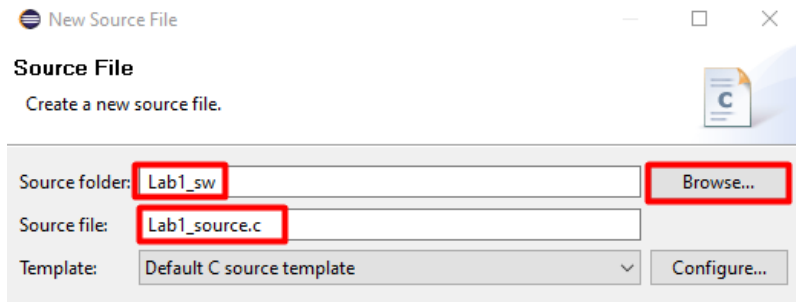 New Source File
Source File
Create a new source file.
C
Source folder: Lab1_sw Browse...
Source file: Lab1_source.c
Template: Default C source template Configure...